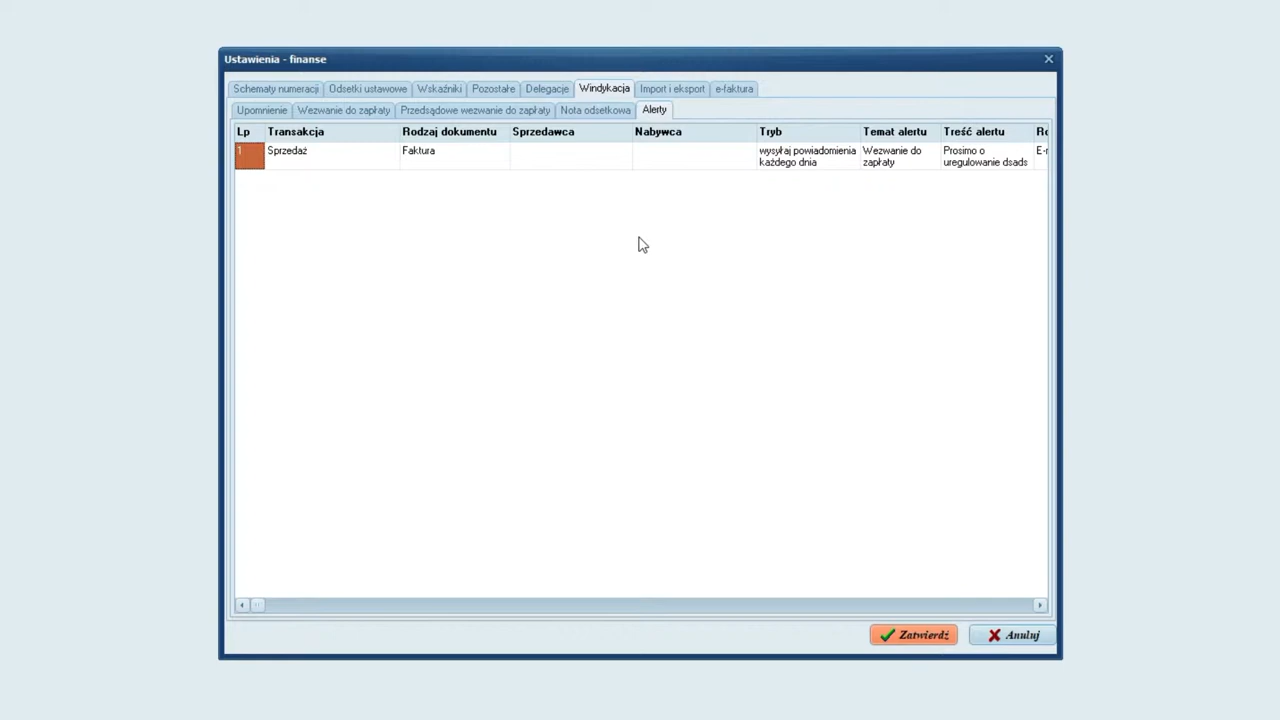 Ustawienia - finanse
Schematy numeracji Odsetki ustawowe Wskaźniki Pozostałe Delegacje Windykacja Import i eksport e-faktura
Upomnienie Wezwanie do zapłaty Przedsądowe wezwanie do zapłaty Nota odsetkowa Alerty
Lp Transakcja Rodzaj dokumentu Sprzedawca Nabywca Tryb Temat alertu Treść alertu
1 Sprzedaż Faktura wysyłaj powiadomienia Wezwanie do Prosimo o
każdego dnia zapłaty uregulowanie dsads
Zatwierdź Anuluj